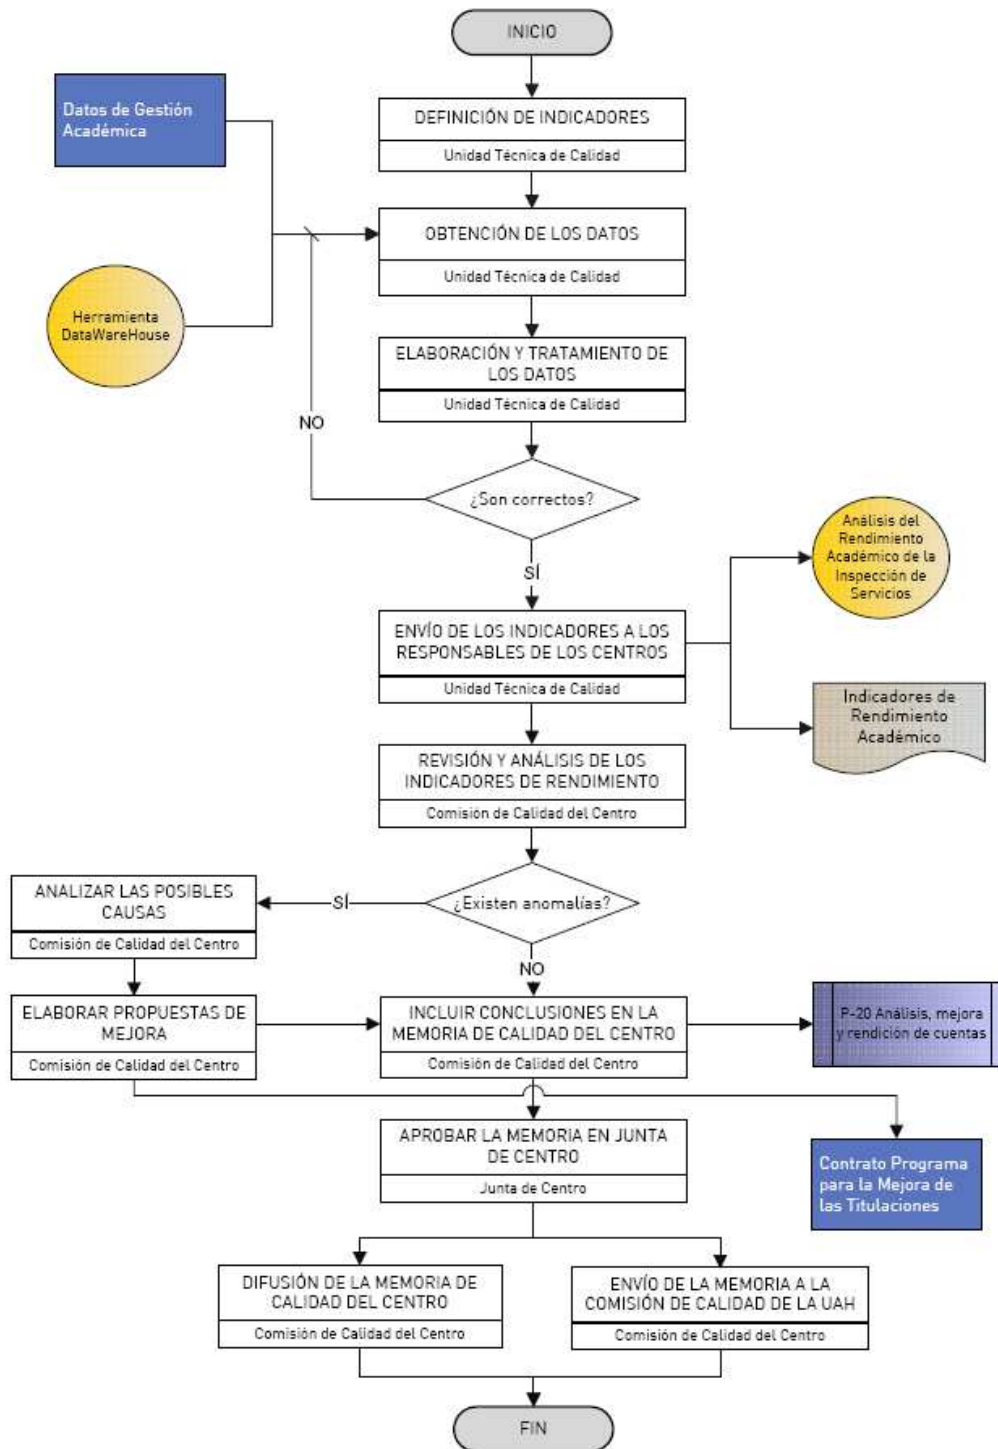 INICIO
Datos de Gestión
Académica
DEFINICIÓN DE INDICADORES
Unidad Técnica de Calidad
OBTENCIÓN DE LOS DATOS
Unidad Técnica de Calidad
Herramienta
DataWareHouse
ELABORACIÓN Y TRATAMIENTO DE
LOS DATOS
Unidad Técnica de Calidad
NO
¿Son correctos?
SÍ
Análisis del
Rendimiento
Académico de la
Inspección de
Servicios
ENVÍO DE LOS INDICADORES A LOS
RESPONSABLES DE LOS CENTROS
Unidad Técnica de Calidad
Indicadores de
Rendimiento
Académico
REVISIÓN Y ANÁLISIS DE LOS
INDICADORES DE RENDIMIENTO
Comisión de Calidad del Centro
¿Existen anomalías?
SÍ
ANALIZAR LAS POSIBLES
CAUSAS
Comisión de Calidad del Centro
NO
ELABORAR PROPUESTAS DE
MEJORA
Comisión de Calidad del Centro
INCLUIR CONCLUSIONES EN LA
MEMORIA DE CALIDAD DEL CENTRO
Comisión de Calidad del Centro
P-20 Análisis, mejora
y rendición de cuentas
APROBAR LA MEMORIA EN JUNTA
DE CENTRO
Junta de Centro
Contrato Programa
para la Mejora de
las Titulaciones
DIFUSIÓN DE LA MEMORIA DE
CALIDAD DEL CENTRO
Comisión de Calidad del Centro
ENVÍO DE LA MEMORIA A LA
COMISIÓN DE CALIDAD DE LA UAH
Comisión de Calidad del Centro
FIN